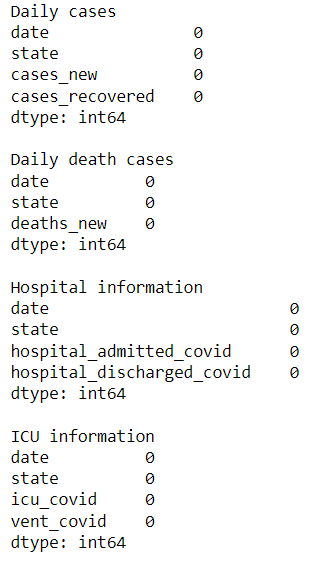 Daily cases
date 0
state 0
cases_new 0
cases_recovered 0
dtype: int64
Daily death cases
date 0
state 0
deaths_new 0
dtype: int64
Hospital information
date 0
state 0
hospital_admitted_covid 0
hospital_discharged_covid 0
dtype: int64
ICU information
date 0
state 0
icu_covid 0
vent_covid 0
dtype: int64